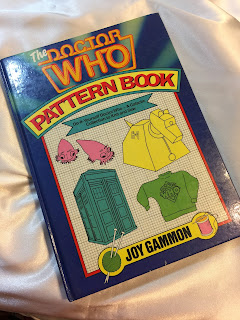 The
DOCTOR
WHO
PATTERN BOOK
JOY GAMMON